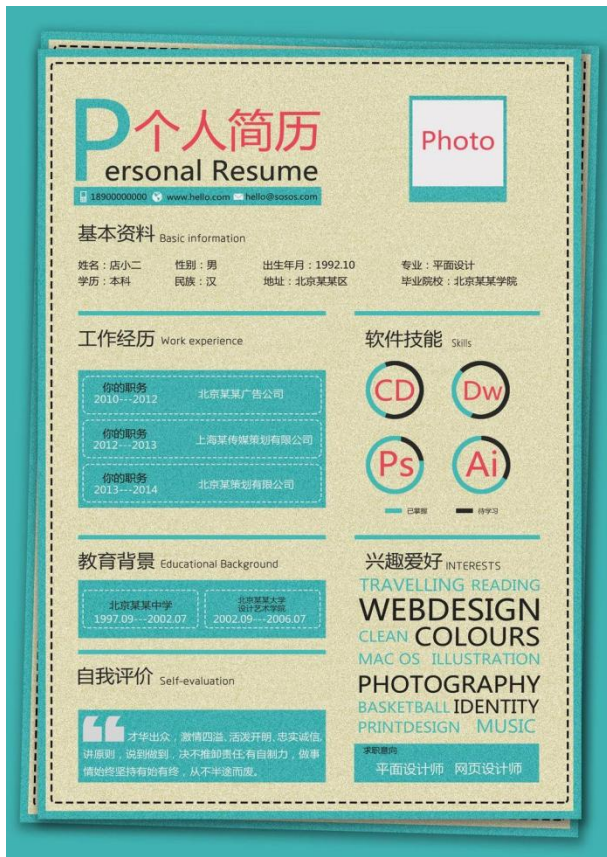 P个人简历
ersonal Resume
18900000000 www.hello.com hello@sosos.com
Photo
基本资料 Basic information
姓名：店小二 性别：男 出生年月：1992.10 专业：平面设计
学历：本科 民族：汉 地址：北京某某区 毕业院校：北京某某学院
工作经历 Work experience
你的职务
2010---2012 北京某某广告公司
你的职务
2012---2013 上海某传媒策划有限公司
你的职务
2013---2014 北京某策划有限公司
软件技能 Skills
CD Dw
Ps Ai
已掌握 待学习
教育背景 Educational Background
北京某某中学
1997.09---2002.07
北京某某大学
设计艺术学院
2002.09---2006.07
自我评价 Self-evaluation
才华出众，激情四溢、活泼开朗、忠实诚信,
讲原则，说到做到，决不推卸责任;有自制力，做事
情始终坚持有始有终，从不半途而废。
兴趣爱好 INTERESTS
TRAVELLING READING
WEBDESIGN
CLEAN COLOURS
MAC OS ILLUSTRATION
PHOTOGRAPHY
BASKETBALL IDENTITY
PRINTDESIGN MUSIC
求职意向
平面设计师 网页设计师